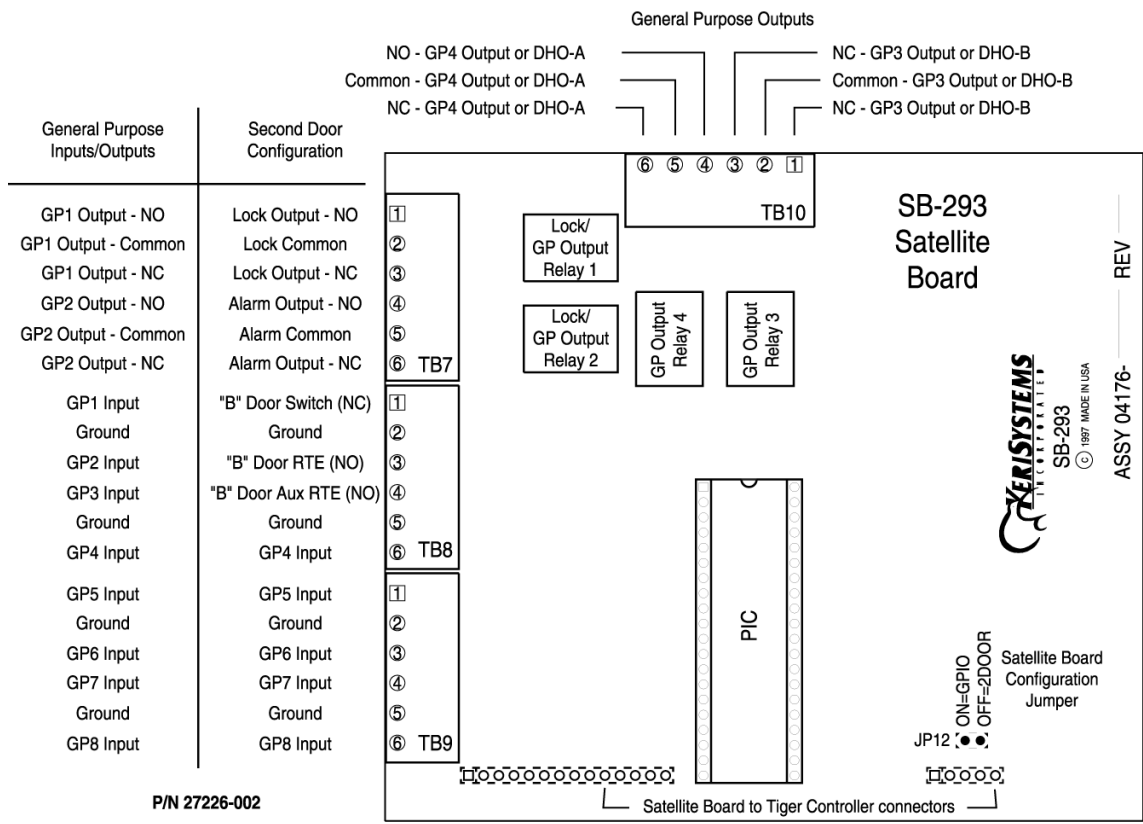 General Purpose Outputs
NO - GP4 Output or DHO-A
NC - GP3 Output or DHO-B
Common - GP4 Output or DHO-A
Common - GP3 Output or DHO-B
NC - GP4 Output or DHO-A
NC - GP3 Output or DHO-B
General Purpose
Inputs/Outputs
Second Door
Configuration
6 5 4 3 2 1
TB10
GP1 Output - NO
Lock Output - NO
1
GP1 Output - Common
Lock Common
2
GP1 Output - NC
Lock Output - NC
3
GP2 Output - NO
Alarm Output - NO
4
GP2 Output - Common
Alarm Common
5
GP2 Output - NC
Alarm Output - NC
6 TB7
GP1 Input
"B" Door Switch (NC)
1
Ground
Ground
2
GP2 Input
"B" Door RTE (NO)
3
GP3 Input
"B" Door Aux RTE (NO)
4
Ground
Ground
5
GP4 Input
GP4 Input
6 TB8
GP5 Input
GP5 Input
1
Ground
Ground
2
GP6 Input
GP6 Input
3
GP7 Input
GP7 Input
4
Ground
Ground
5
GP8 Input
GP8 Input
6 TB9
P/N 27226-002
Lock/
GP Output
Relay 1
Lock/
GP Output
Relay 2
GP Output
Relay 4
GP Output
Relay 3
SB-293
Satellite
Board
PIC
VERISYSTEMS
INCORPORATED
SB-293
© 1997 MADE IN USA
ASSY 04176- REV
ON=GPIO
OFF=2DOOR
JP12
Satellite Board
Configuration
Jumper
Satellite Board to Tiger Controller connectors